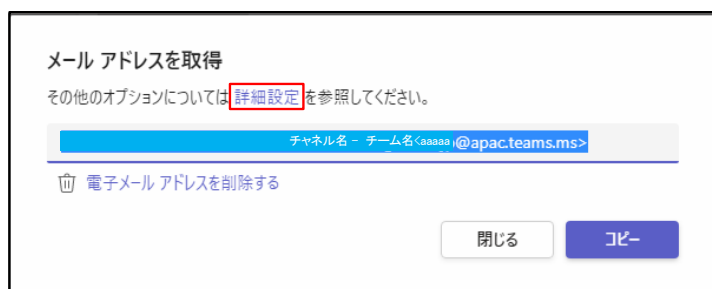 メール アドレスを取得
その他のオプションについては 詳細設定 を参照してください。
チャネル名 - チーム名<aaaaa @apac.teams.ms>
電子メール アドレスを削除する
閉じる
コピー